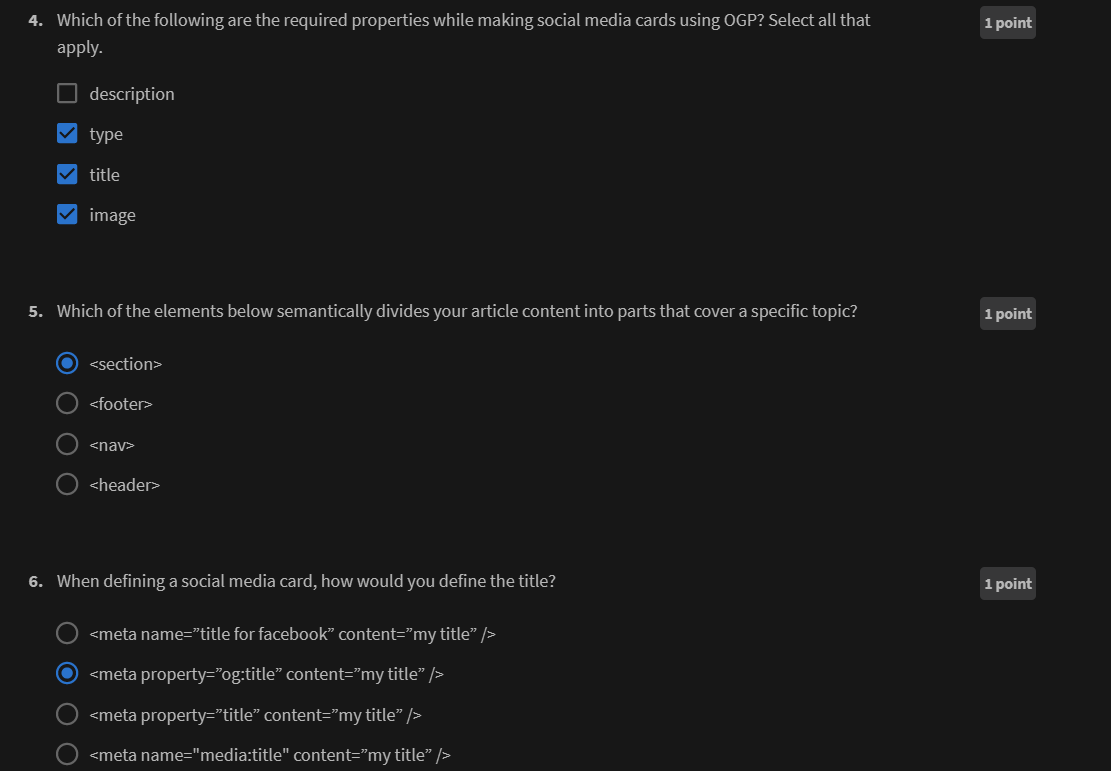 4. Which of the following are the required properties while making social media cards using OGP? Select all that
apply.
1 point
description
type
title
image
5. Which of the elements below semantically divides your article content into parts that cover a specific topic?
1 point
<section>
<footer>
<nav>
<header>
6. When defining a social media card, how would you define the title?
1 point
<meta name=”title for facebook” content=”my title” />
<meta property=”og:title” content=”my title” />
<meta property=”title” content=”my title” />
<meta name="media:title" content=”my title” />